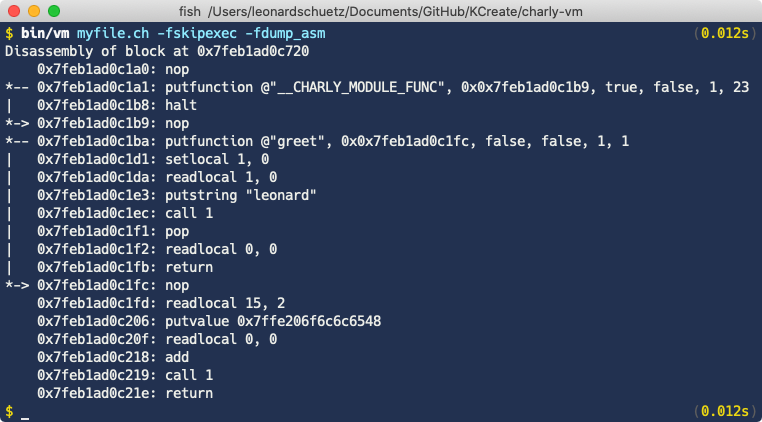 fish /Users/leonardschuetz/Documents/GitHub/KCreate/charly-vm
$ bin/vm myfile.ch -fskipexec -fdump_asm (0.012s)
Disassembly of block at 0x7feb1ad0c720
    0x7feb1ad0c1a0: nop
*-- 0x7feb1ad0c1a1: putfunction @"__CHARLY_MODULE_FUNC", 0x0x7feb1ad0c1b9, true, false, 1, 23
|   0x7feb1ad0c1b8: halt
*-> 0x7feb1ad0c1b9: nop
*-- 0x7feb1ad0c1ba: putfunction @"greet", 0x0x7feb1ad0c1fc, false, false, 1, 1
|   0x7feb1ad0c1d1: setlocal 1, 0
|   0x7feb1ad0c1da: readlocal 1, 0
|   0x7feb1ad0c1e3: putstring "leonard"
|   0x7feb1ad0c1ec: call 1
|   0x7feb1ad0c1f1: pop
|   0x7feb1ad0c1f2: readlocal 0, 0
|   0x7feb1ad0c1fb: return
*-> 0x7feb1ad0c1fc: nop
    0x7feb1ad0c1fd: readlocal 15, 2
    0x7feb1ad0c206: putvalue 0x7ffe206f6c6c6548
    0x7feb1ad0c20f: readlocal 0, 0
    0x7feb1ad0c218: add
    0x7feb1ad0c219: call 1
    0x7feb1ad0c21e: return
$ _ (0.012s)